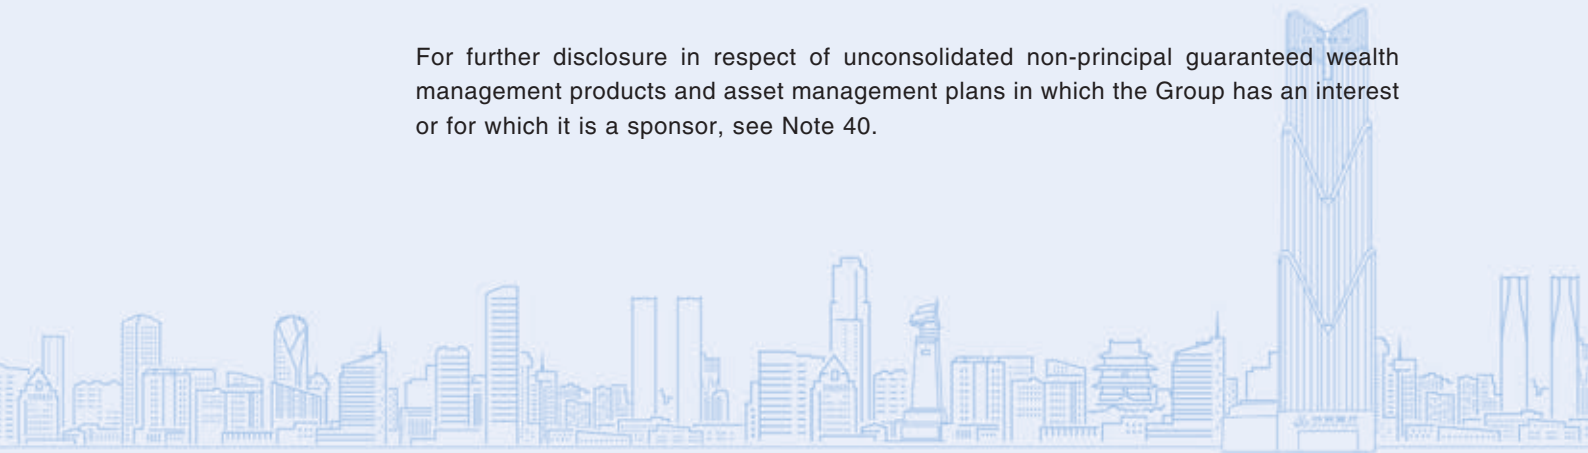 For further disclosure in respect of unconsolidated non-principal guaranteed wealth
management products and asset management plans in which the Group has an interest
or for which it is a sponsor, see Note 40.